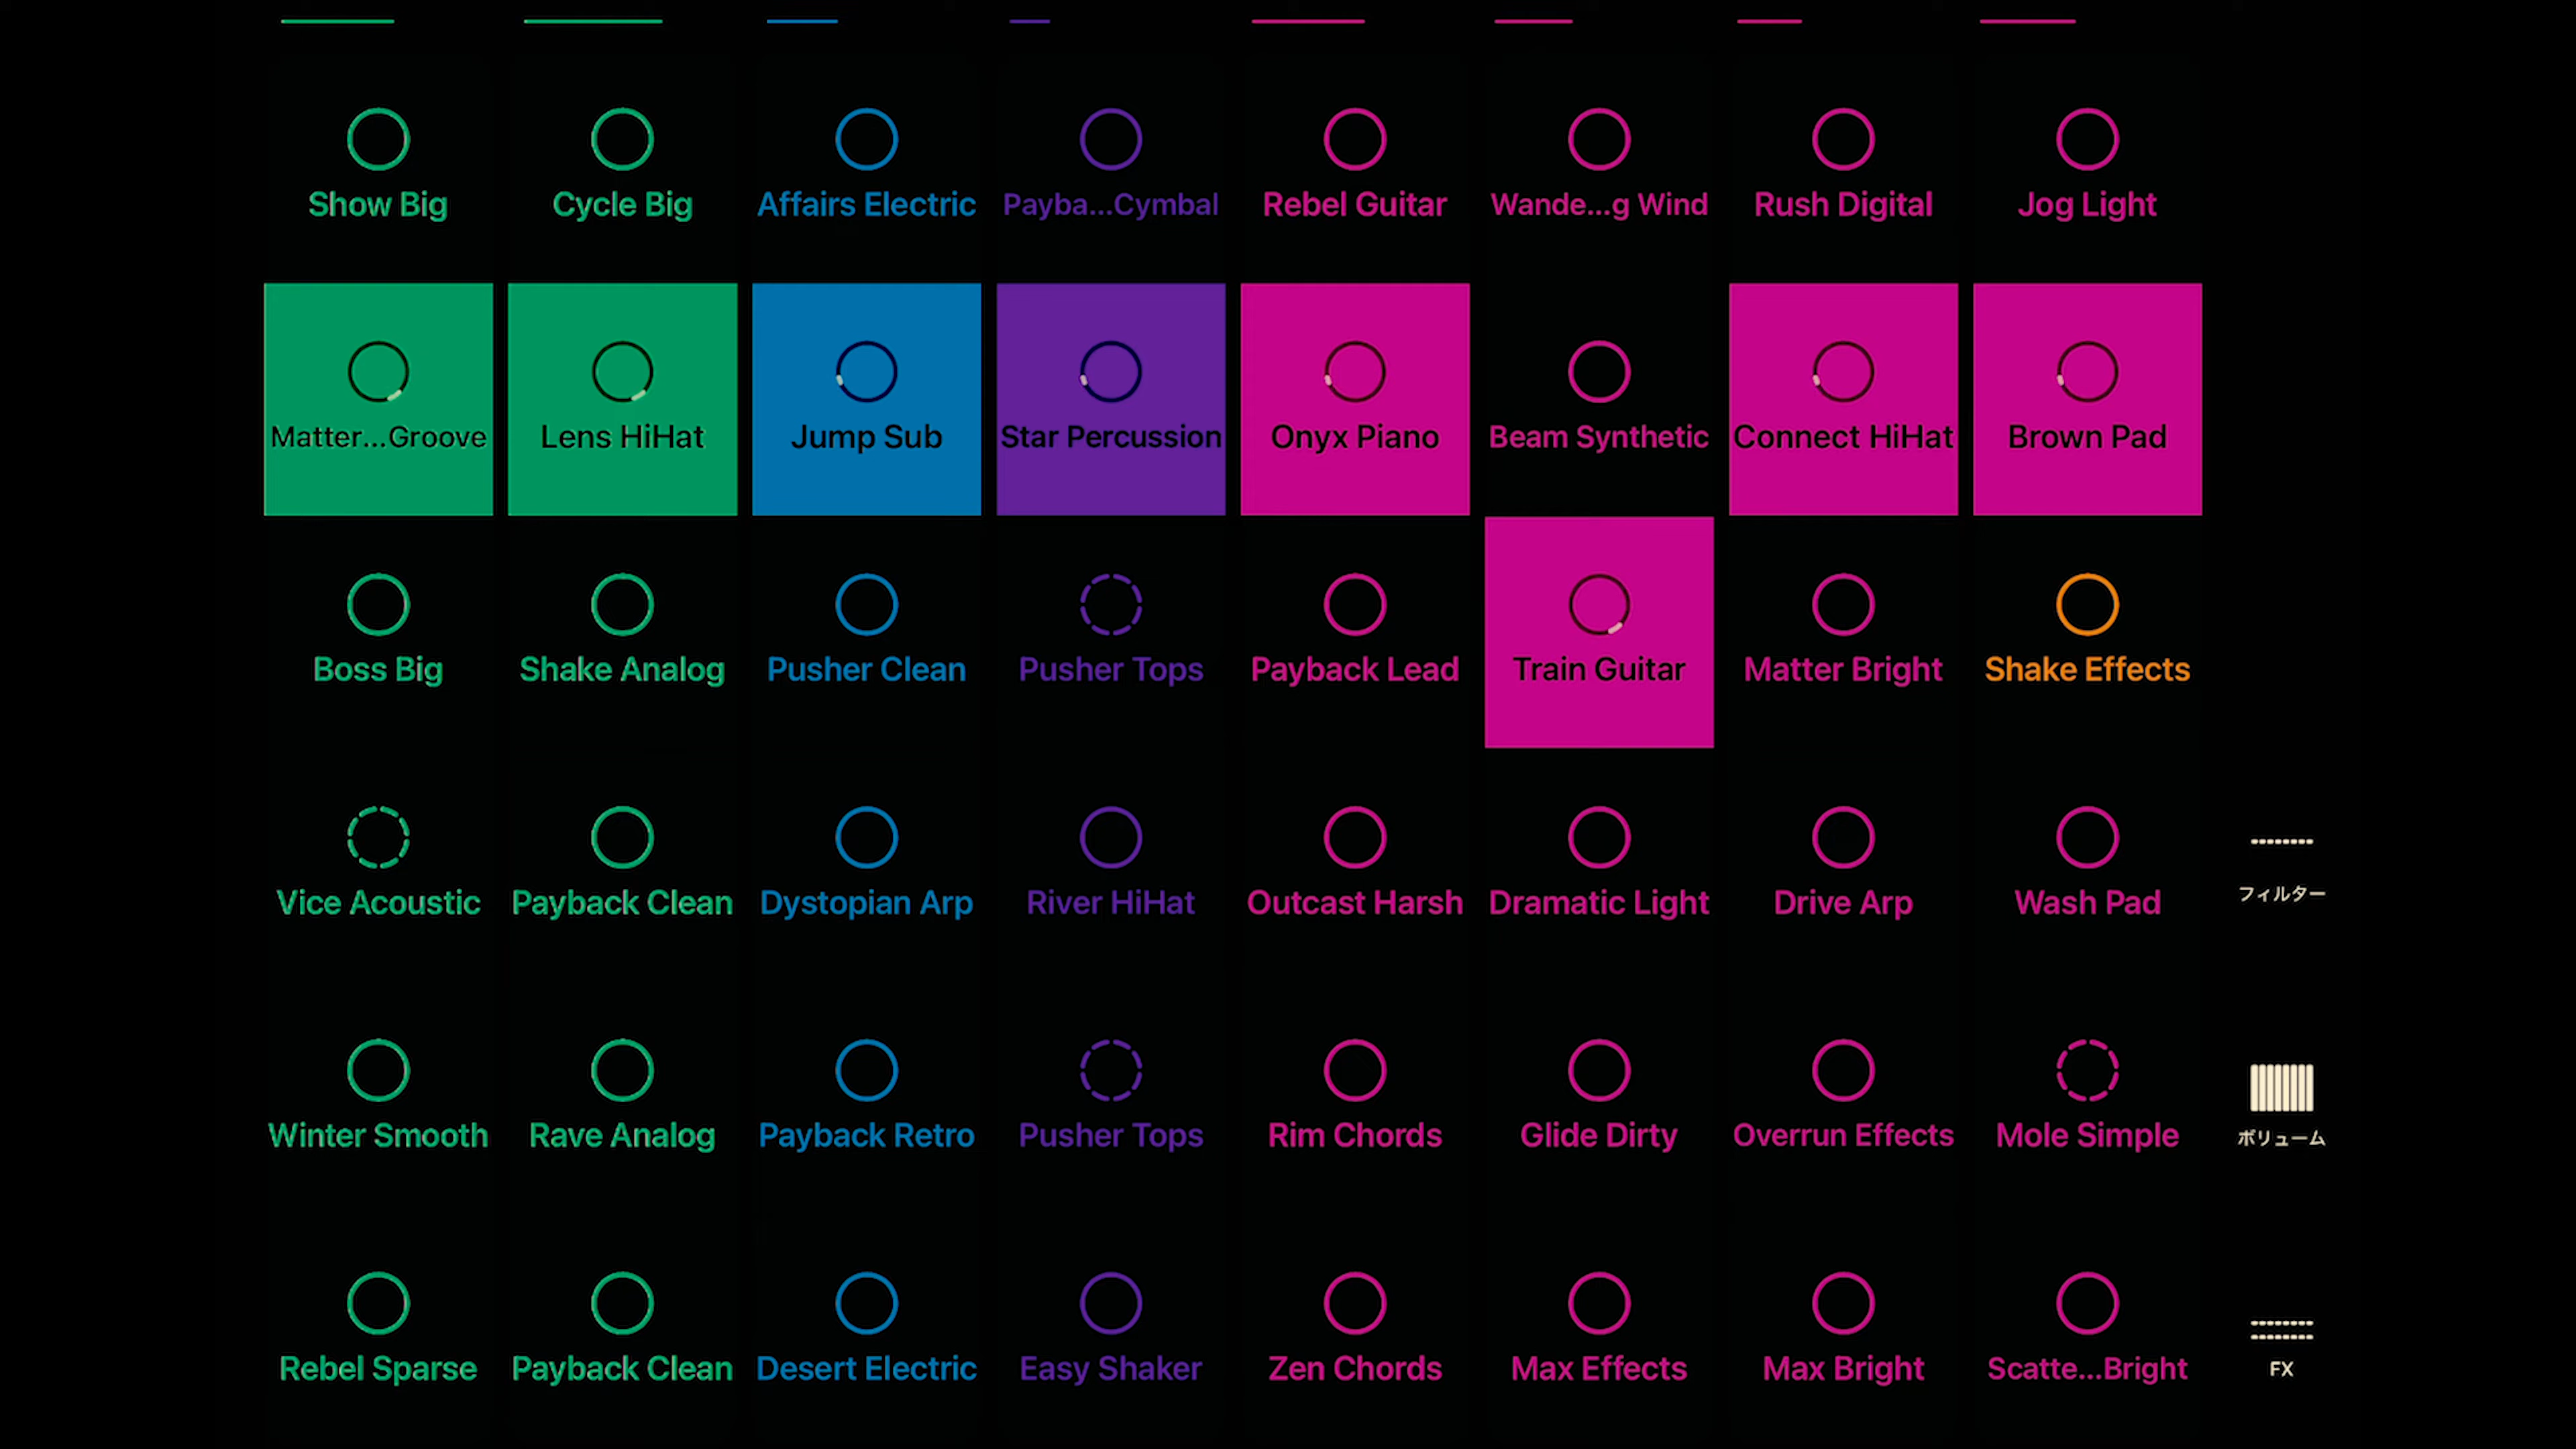 Show Big
Cycle Big
Affairs Electric
Payba...Cymbal
Rebel Guitar
Wande...g Wind
Rush Digital
Jog Light
Matter...Groove
Lens HiHat
Jump Sub
Star Percussion
Onyx Piano
Beam Synthetic
Connect HiHat
Brown Pad
Boss Big
Shake Analog
Pusher Clean
Pusher Tops
Payback Lead
Train Guitar
Matter Bright
Shake Effects
Vice Acoustic
Payback Clean
Dystopian Arp
River HiHat
Outcast Harsh
Dramatic Light
Drive Arp
Wash Pad
フィルター
Winter Smooth
Rave Analog
Payback Retro
Pusher Tops
Rim Chords
Glide Dirty
Overrun Effects
Mole Simple
ボリューム
Rebel Sparse
Payback Clean
Desert Electric
Easy Shaker
Zen Chords
Max Effects
Max Bright
Scatte...Bright
FX